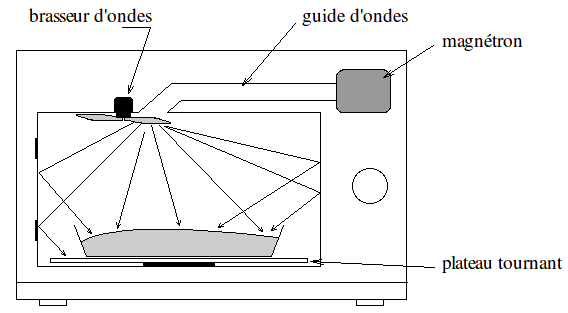 brasseur d'ondes
guide d'ondes
magnétron
plateau tournant